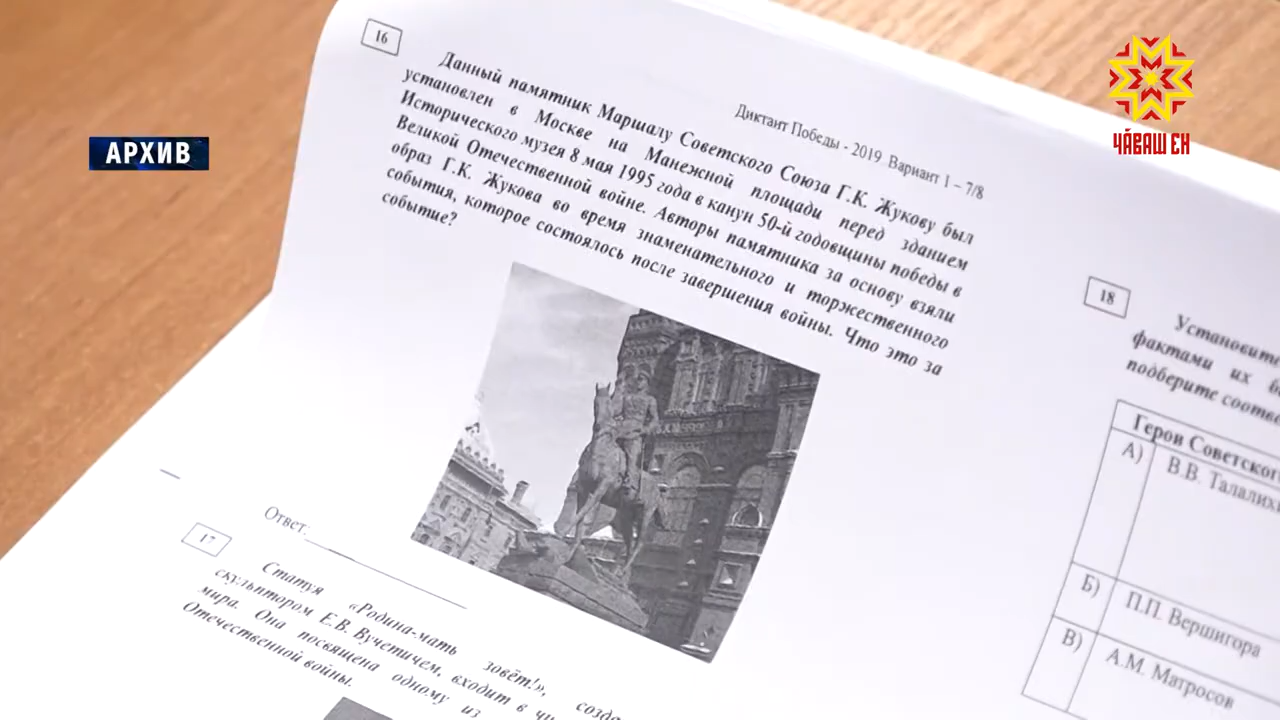 АРХИВ
ЧӐВАШ ЕН
Диктант Победы - 2019 Вариант 1 – 7/8
16
Данный памятник Маршалу Советского Союза Г.К. Жукову был
установлен в Москве на Манежной площади перед зданием
Исторического музея 8 мая 1995 года в канун 50-й годовщины победы в
Великой Отечественной войне. Авторы памятника за основу взяли
образ Г.К. Жукова во время знаменательного и торжественного
события, которое состоялось после завершения войны. Что это за
событие?
Ответ.
17
Статуя «Родина-мать зовёт!»,
скульптором Е.В. Вучетичем, входит в
мира. Она посвящена одному из
Отечественной войны.
18
Установите
фактами их
подберите
Герои Советского
А) В.В.
Б) П.П. Вершигора
В) А.М. Матросов